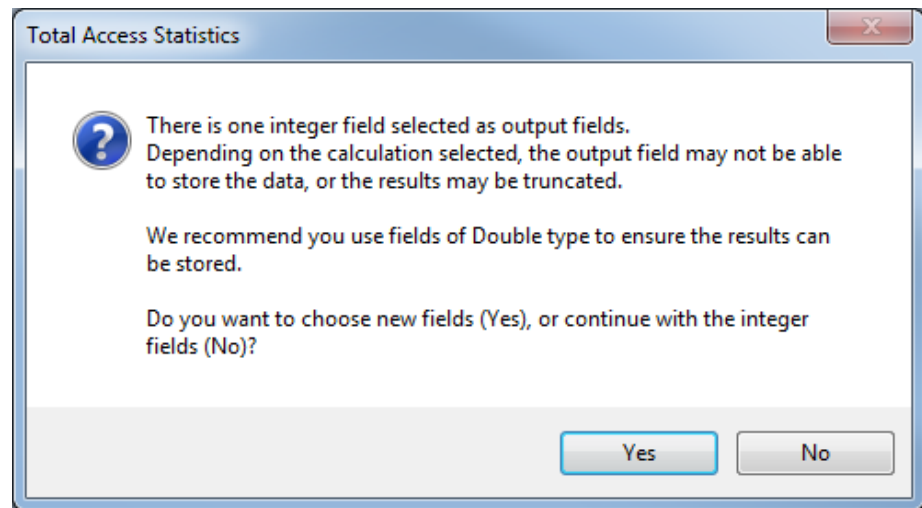 Total Access Statistics
There is one integer field selected as output fields.
Depending on the calculation selected, the output field may not be able
to store the data, or the results may be truncated.
We recommend you use fields of Double type to ensure the results can
be stored.
Do you want to choose new fields (Yes), or continue with the integer
fields (No)?
Yes
No